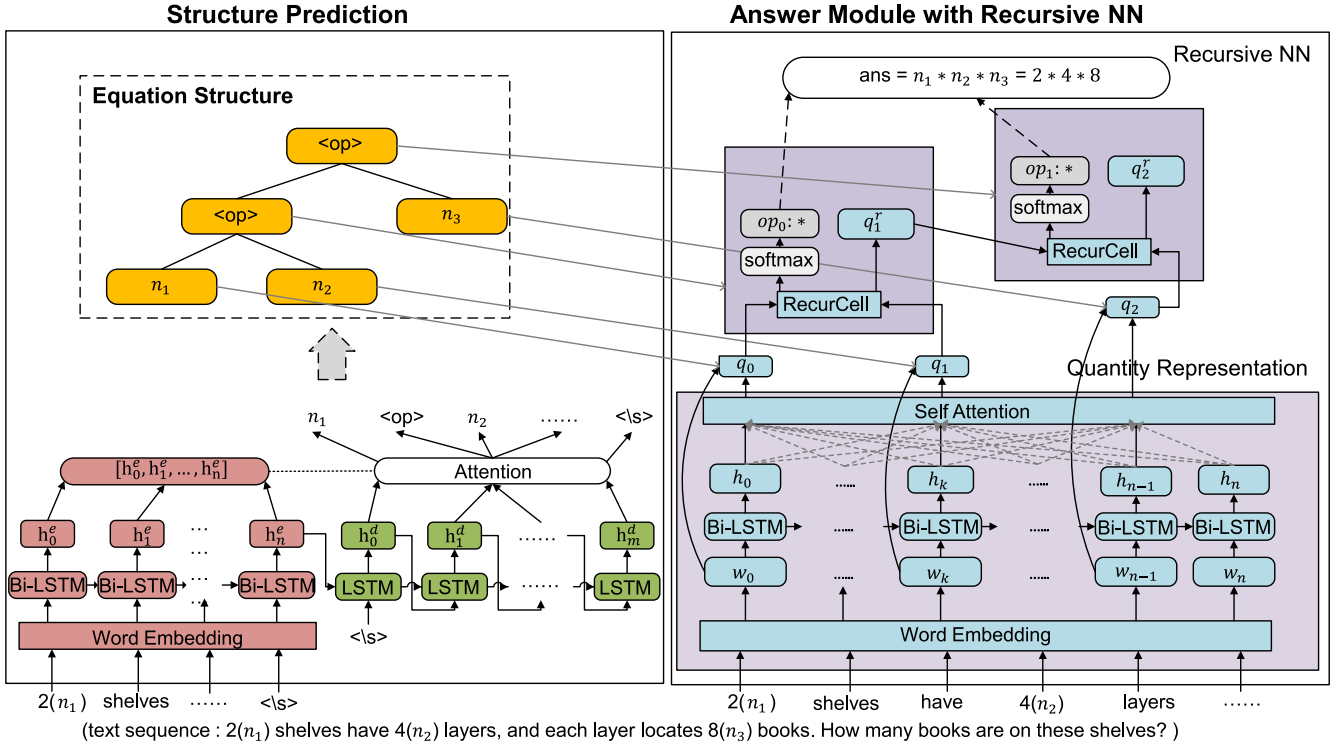 Structure Prediction
Equation Structure
<op>
<op>
n₃
n₁
n₂
n₁
<op>
n₂
......
<\s>
[h₀ᵉ, h₁ᵉ, ... , hₙᵉ]
Attention
h₀ᵉ
h₁ᵉ
...
...
hₙᵉ
h₀ᵈ
h₁ᵈ
......
hₘᵈ
Bi-LSTM
Bi-LSTM
...
...
Bi-LSTM
LSTM
LSTM
......
LSTM
<\s>
Word Embedding
2(n₁)
shelves
......
<\s>
Answer Module with Recursive NN
Recursive NN
ans = n₁ * n₂ * n₃ = 2 * 4 * 8
op₁: *
q₂ʳ
softmax
RecurCell
op₀: *
q₁ʳ
softmax
RecurCell
q₂
q₀
q₁
Quantity Representation
Self Attention
h₀
......
hₖ
......
hₙ₋₁
hₙ
Bi-LSTM
......
Bi-LSTM
......
Bi-LSTM
Bi-LSTM
w₀
......
wₖ
......
wₙ₋₁
wₙ
Word Embedding
2(n₁)
shelves
have
4(n₂)
layers
......
(text sequence : 2(n₁) shelves have 4(n₂) layers, and each layer locates 8(n₃) books. How many books are on these shelves? )